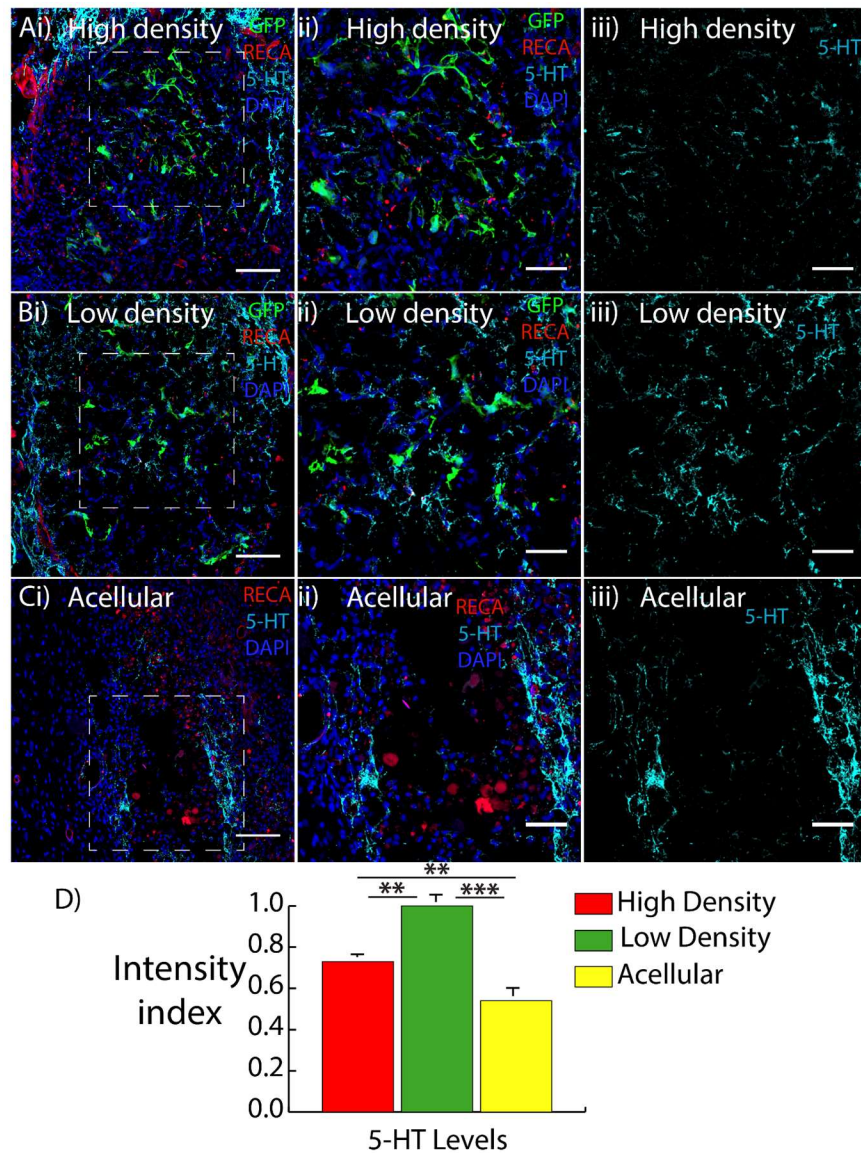 Ai) High density
GFP
RECA
5-HT
DAPI
ii) High density
GFP
RECA
5-HT
DAPI
iii) High density
5-HT
Bi) Low density
GFP
RECA
5-HT
DAPI
ii) Low density
GFP
RECA
5-HT
DAPI
iii) Low density
5-HT
Ci) Acellular
RECA
5-HT
DAPI
ii) Acellular
RECA
5-HT
DAPI
iii) Acellular
5-HT
D)
**
** ***
1.0
0.8
0.6
0.4
0.2
0.0
Intensity
index
5-HT Levels
High Density
Low Density
Acellular